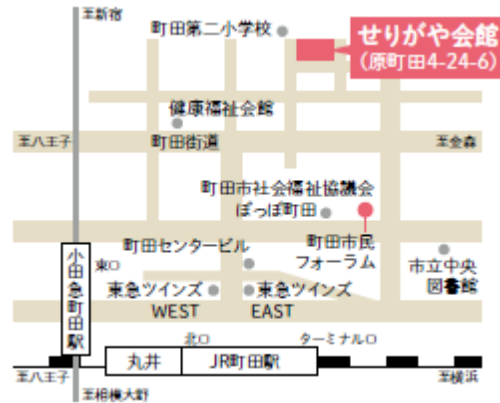 至新宿
町田第二小学校
せりがや会館
(原町田4-24-6)
健康福祉会館
至八王子
町田街道
至金森
町田市社会福祉協議会
ぽっぽ町田
町田センタービル
町田市民
フォーラム
小田急町田駅
東口
市立中央
図書館
東急ツインズ
WEST
東急ツインズ
EAST
北口
ターミナル口
丸井
JR町田駅
至八王子
至横浜
至相模大野